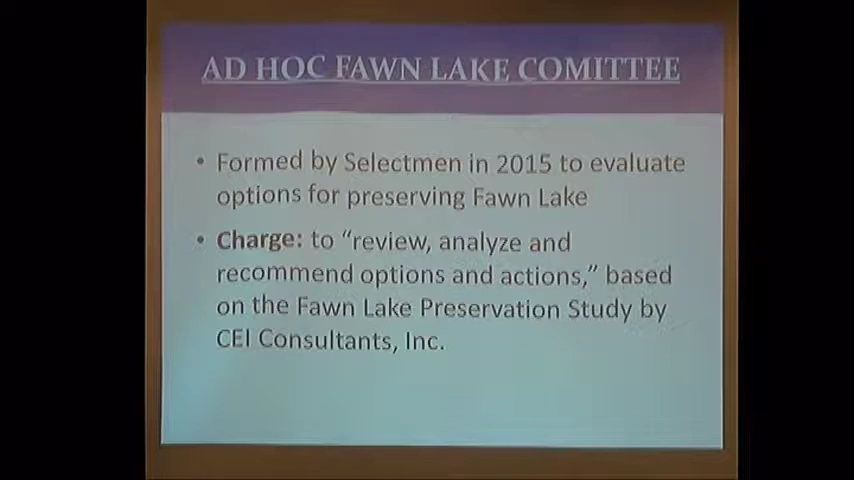 AD HOC FAWN LAKE COMITTEE
• Formed by Selectmen in 2015 to evaluate
options for preserving Fawn Lake
• Charge: to “review, analyze and
recommend options and actions,” based
on the Fawn Lake Preservation Study by
CEI Consultants, Inc.